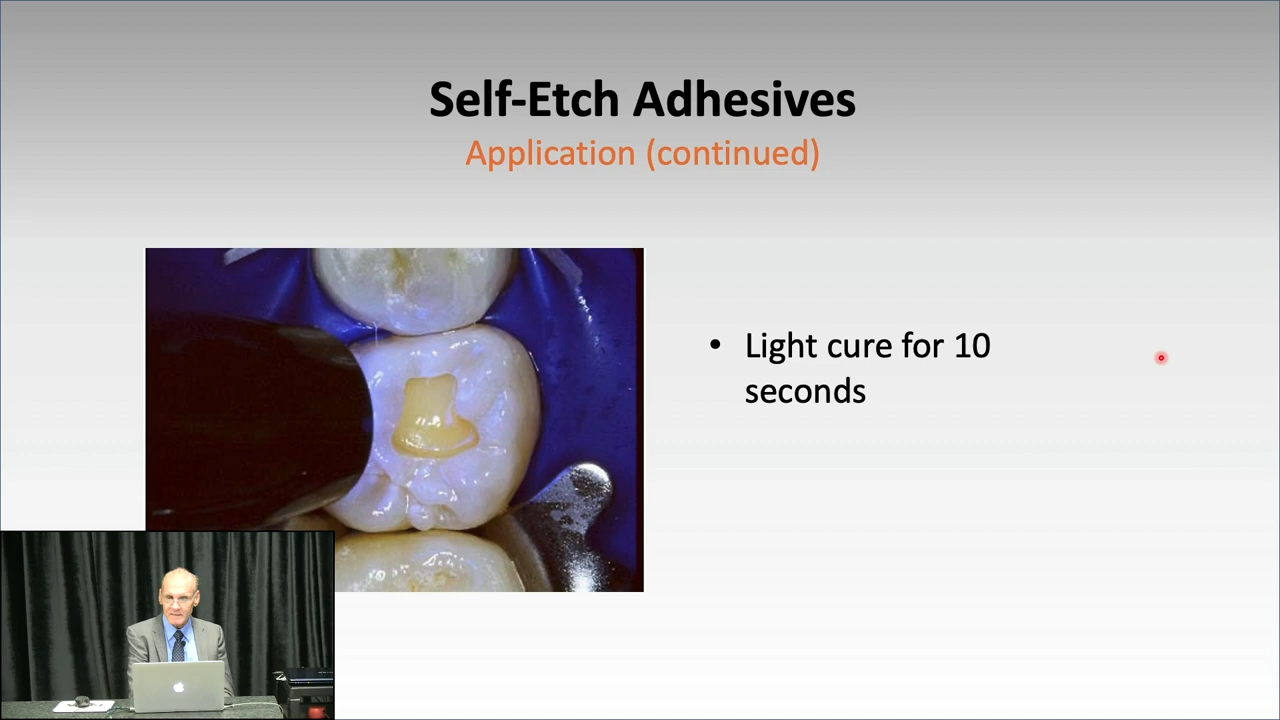 Self-Etch Adhesives
Application (continued)
• Light cure for 10
seconds